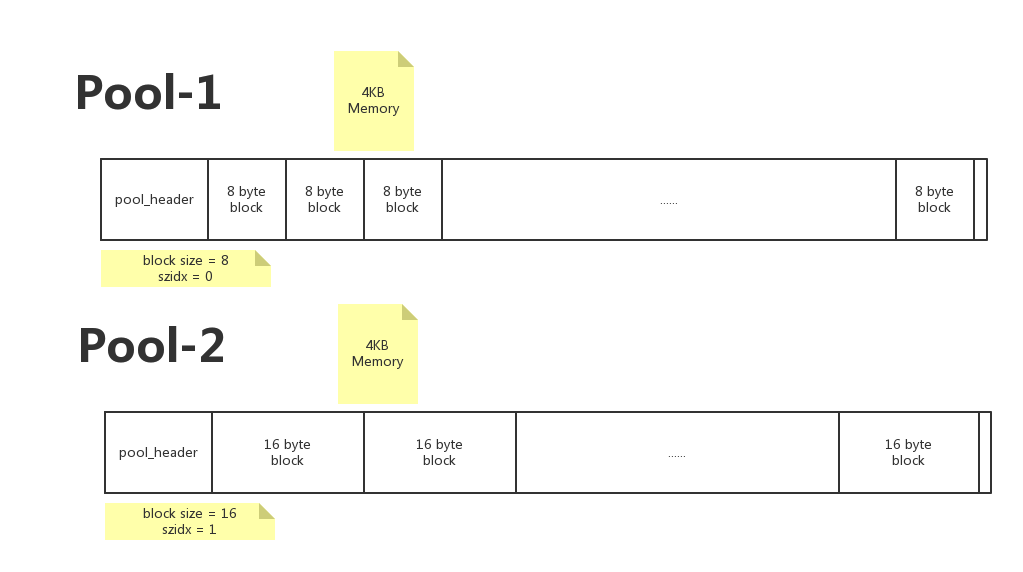 Pool-1
4KB
Memory
pool_header
8 byte
block
8 byte
block
8 byte
block
......
8 byte
block
block size = 8
szidx = 0
Pool-2
4KB
Memory
pool_header
16 byte
block
16 byte
block
......
16 byte
block
block size = 16
szidx = 1